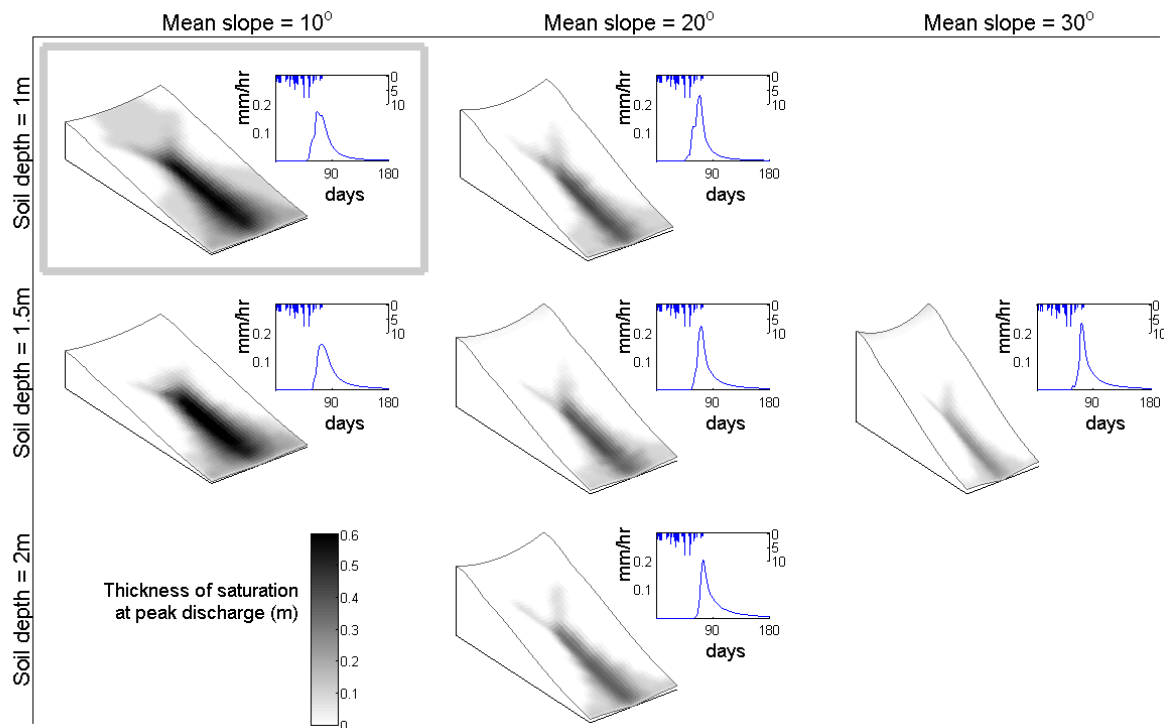 Mean slope = 10°
Mean slope = 20°
Mean slope = 30°
Soil depth = 1m
mm/hr
0.2
0.1
0
5
10
90
180
days
mm/hr
0.2
0.1
0
5
10
90
180
days
Soil depth = 1.5m
mm/hr
0.2
0.1
0
5
10
90
180
days
mm/hr
0.2
0.1
0
5
10
90
180
days
mm/hr
0.2
0.1
0
5
10
90
180
days
Soil depth = 2m
Thickness of saturation
at peak discharge (m)
0.6
0.5
0.4
0.3
0.2
0.1
0
mm/hr
0.2
0.1
0
5
10
90
180
days